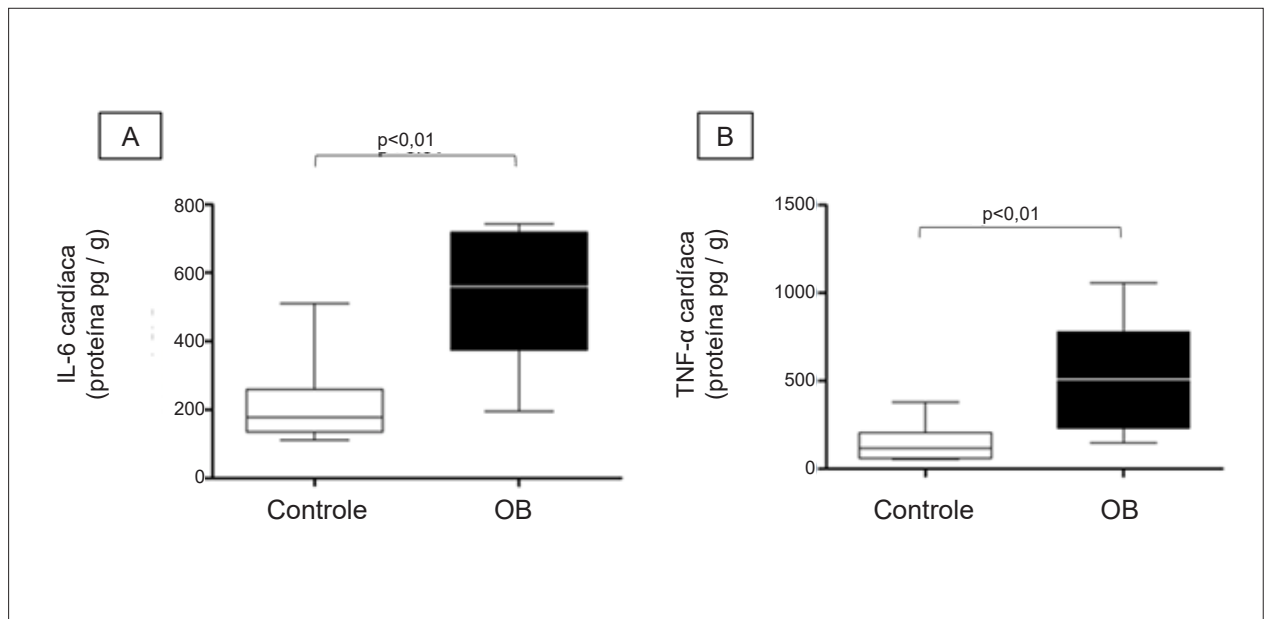 A
p<0,01
IL-6 cardíaca
(proteína pg / g)
800
600
400
200
0
Controle
OB
B
p<0,01
TNF-α cardíaca
(proteína pg / g)
1500
1000
500
0
Controle
OB